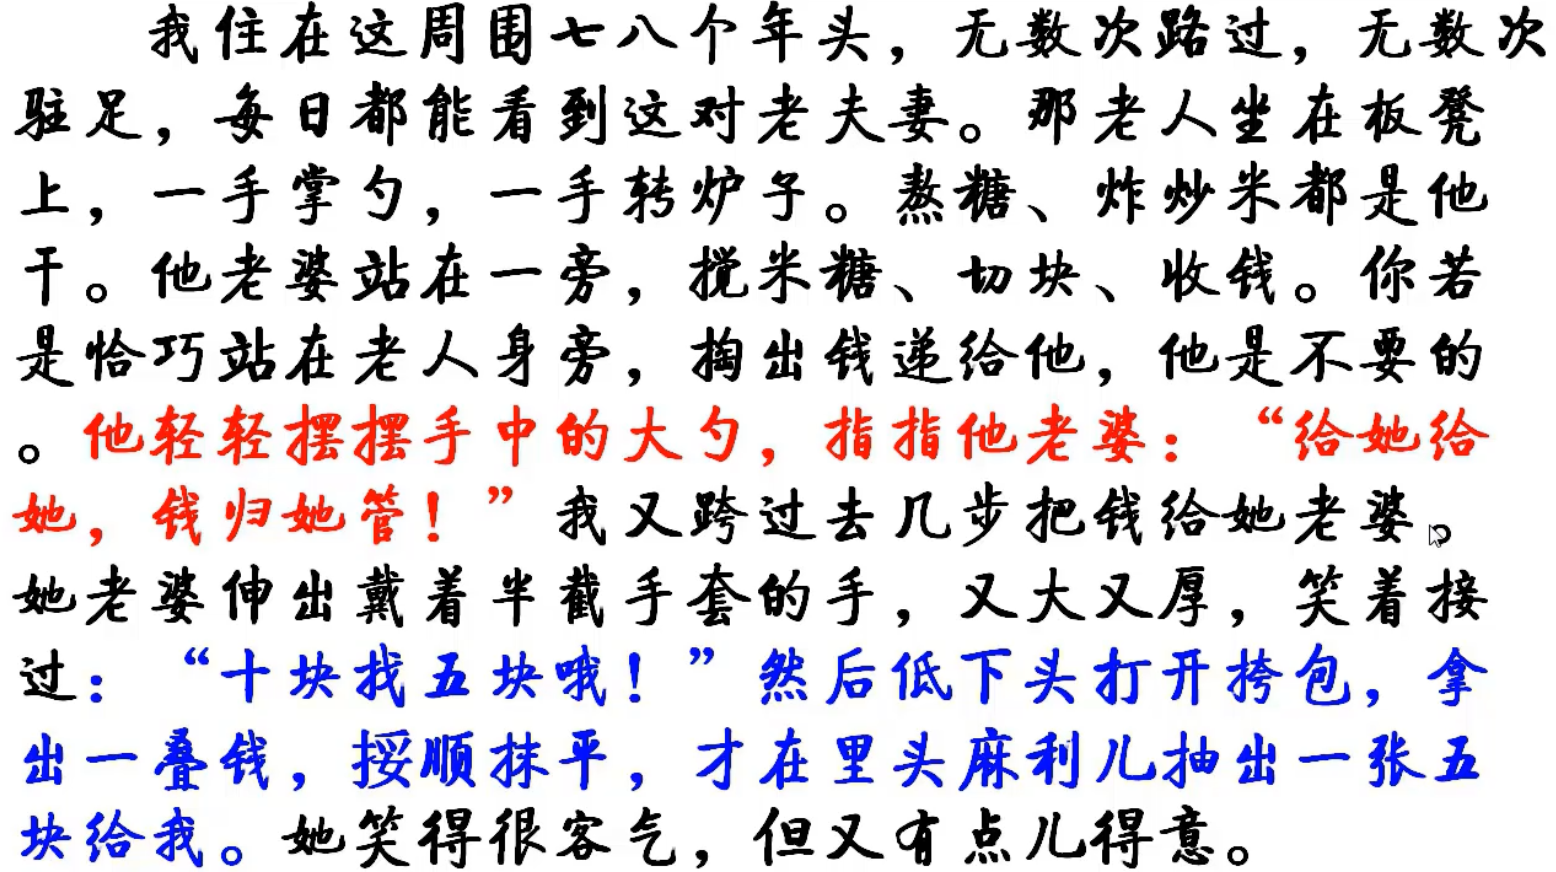 我住在这周围七八个年头，无数次路过，无数次
驻足，每日都能看到这对老夫妻。那老人坐在板凳
上，一手掌勺，一手转炉子。熬糖、炸炒米都是他
干。他老婆站在一旁，搅米糖、切块、收钱。你若
是恰巧站在老人身旁，掏出钱递给他，他是不要的
。他轻轻摆摆手中的大勺，指指他老婆：“给她给
她，钱归她管！”我又跨过去几步把钱给她老婆。
她老婆伸出戴着半截手套的手，又大又厚，笑着接
过：“十块找五块哦！”然后低下头打开挎包，拿
出一叠钱，挼顺抹平，才在里头麻利儿抽出一张五
块给我。她笑得很客气，但又有点儿得意。